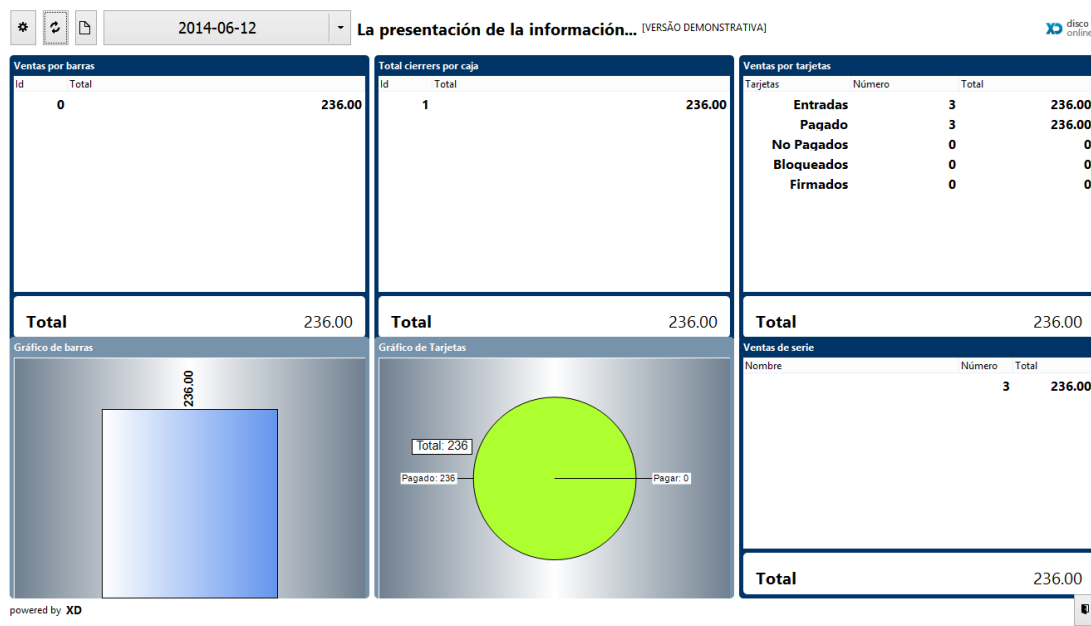 2014-06-12 La presentación de la información... [VERSÃO DEMONSTRATIVA] XD disco online
Ventas por barras
Id Total
0 236.00
Total 236.00
Total cierrers por caja
Id Total
1 236.00
Total 236.00
Ventas por tarjetas
Tarjetas Número Total
Entradas 3 236.00
Pagado 3 236.00
No Pagados 0 0
Bloqueados 0 0
Firmados 0 0
Total 236.00
Gráfico de barras
236.00
Gráfico de Tarjetas
Total: 236
Pagado: 236 Pagar: 0
Ventas de serie
Nombre Número Total
3 236.00
Total 236.00
powered by XD